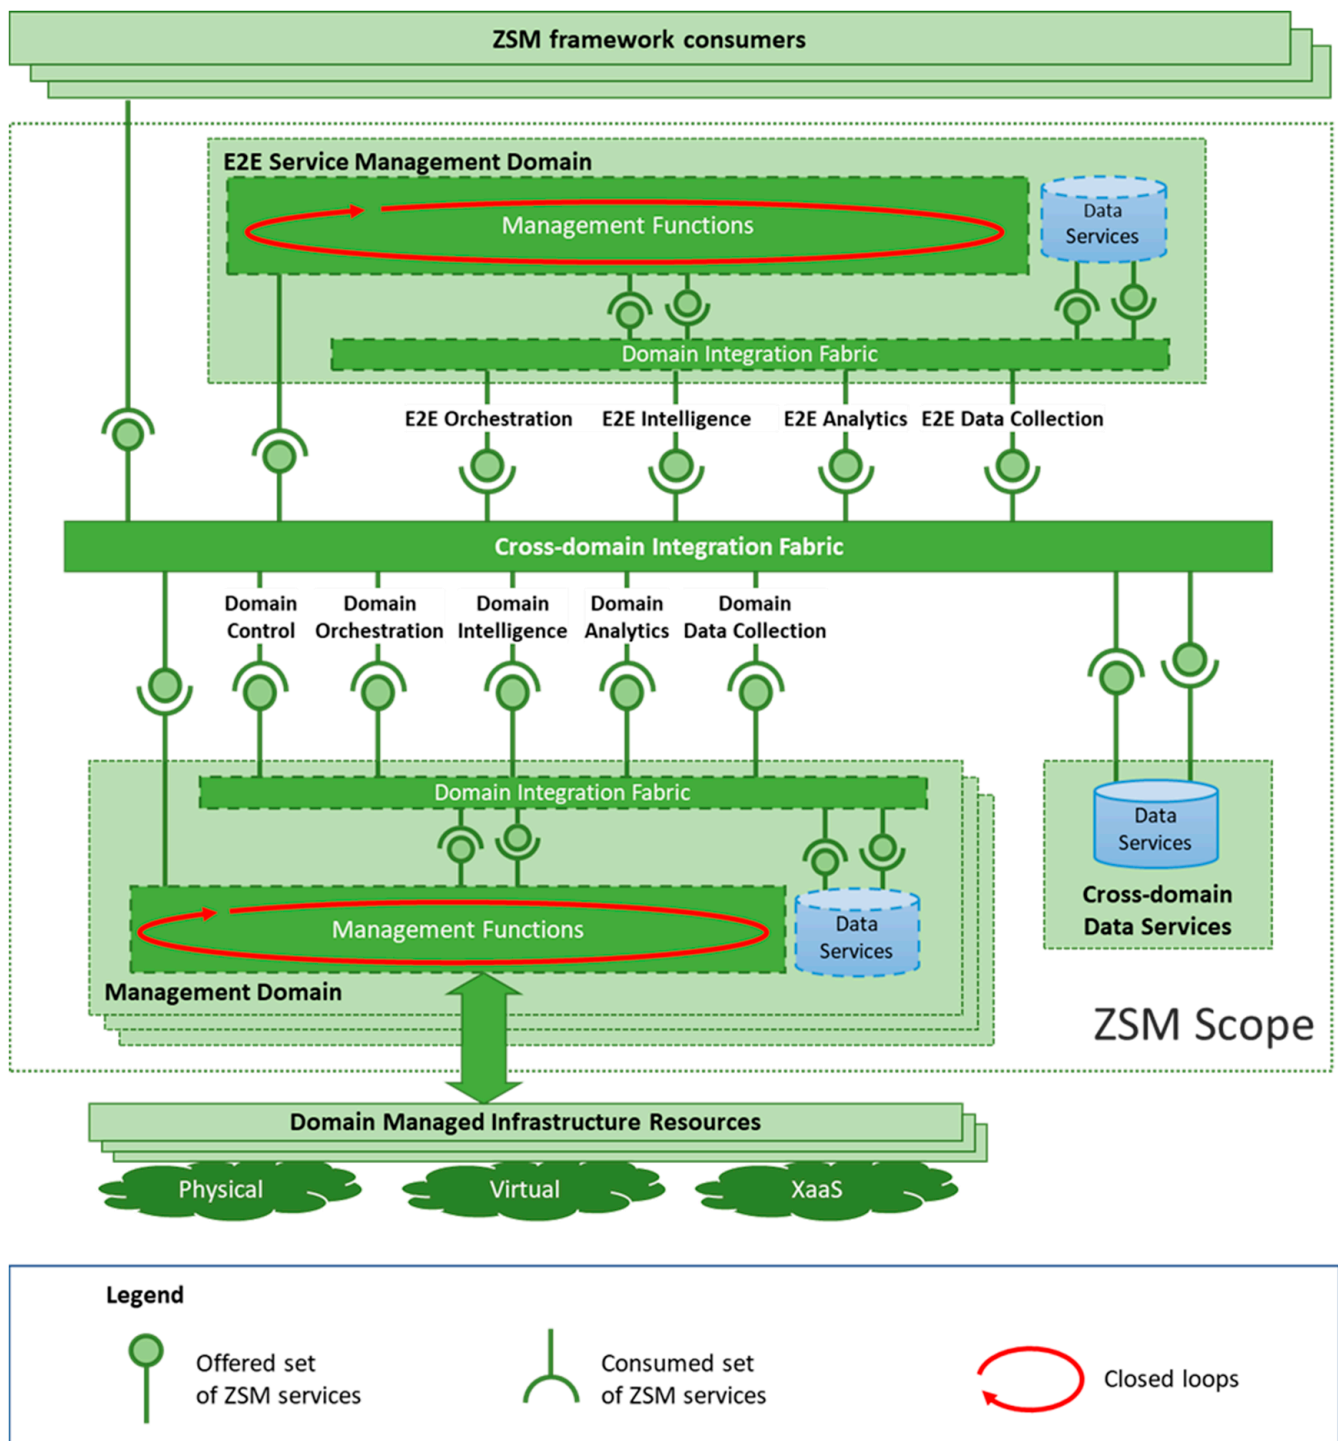 ZSM framework consumers
E2E Service Management Domain
Management Functions
Data
Services
Domain Integration Fabric
E2E Orchestration
E2E Intelligence
E2E Analytics
E2E Data Collection
Cross-domain Integration Fabric
Domain
Control
Domain
Orchestration
Domain
Intelligence
Domain
Analytics
Domain
Data Collection
Domain Integration Fabric
Management Functions
Data
Services
Management Domain
Data
Services
Cross-domain
Data Services
ZSM Scope
Domain Managed Infrastructure Resources
Physical
Virtual
XaaS
Legend
Offered set
of ZSM services
Consumed set
of ZSM services
Closed loops